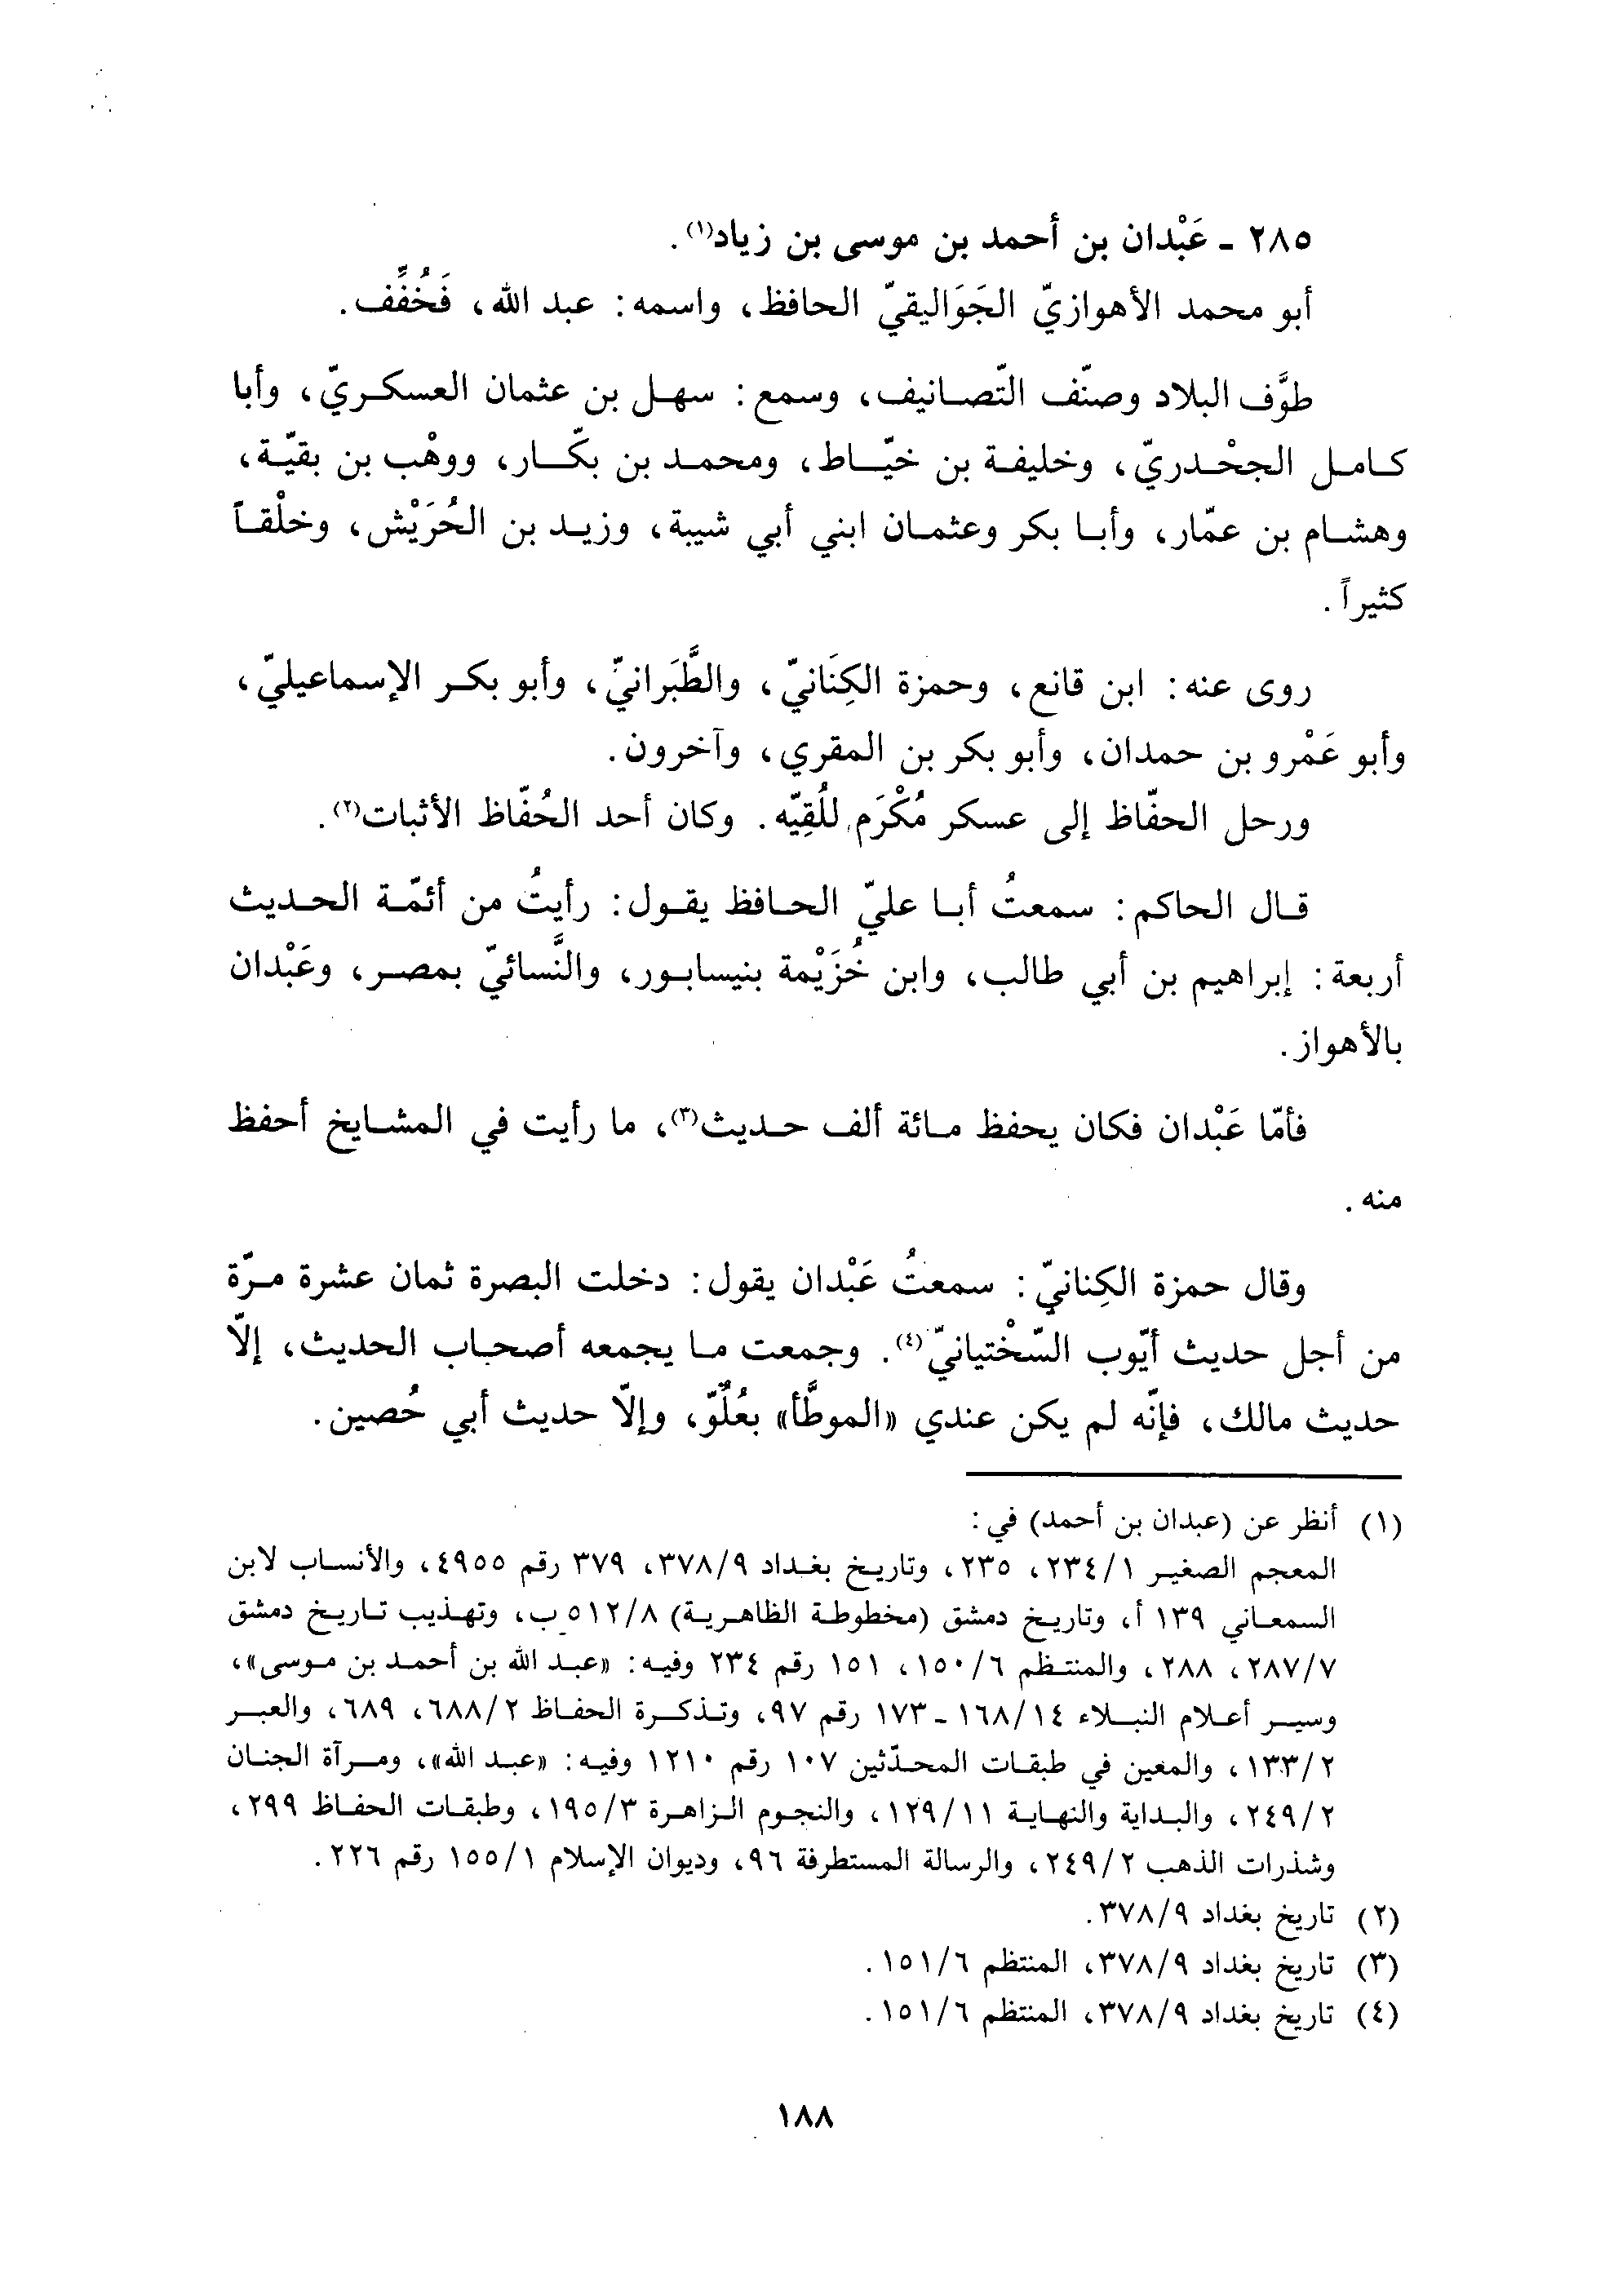 ٢٨٥ - عَبْدان بن أحمد بن موسى بن زياد(١).
أبو محمد الأهوازيّ الجَوَاليقيّ الحافظ، واسمه: عبد الله، فَخُفِّف.
طوَّف البلاد وصنّف التّصانيف، وسمع: سهل بن عثمان العسكريّ، وأبا
كامل الجحْدريّ، وخليفة بن خيّاط، ومحمد بن بكّار، ووهْب بن بقيّة،
وهشام بن عمّار، وأبا بكر وعثمان ابني أبي شيبة، وزيد بن الحُرَيْش، وخلْقاً
كثيراً.
روى عنه: ابن قانع، وحمزة الكِنَانيّ، والطَّبَرانيّ، وأبو بكر الإسماعيليّ،
وأبو عَمْرو بن حمدان، وأبو بكر بن المقري، وآخرون.
ورحل الحفّاظ إلى عسكر مُكْرَم للُقِيّه. وكان أحد الحُفّاظ الأثبات(٢).
قال الحاكم: سمعتُ أبا عليّ الحافظ يقول: رأيتُ من أئمّة الحديث
أربعة: إبراهيم بن أبي طالب، وابن خُزَيْمة بنيسابور، والنَّسائيّ بمصر، وعَبْدان
بالأهواز.
فأمّا عَبْدان فكان يحفظ مائة ألف حديث(٣)، ما رأيت في المشايخ أحفظ
منه.
وقال حمزة الكِنانيّ: سمعتُ عَبْدان يقول: دخلت البصرة ثمان عشرة مرّة
من أجل حديث أيّوب السّخْتيانيّ(٤). وجمعت ما يجمعه أصحاب الحديث، إلّا
حديث مالك، فإنّه لم يكن عندي «الموطَّأ» بعُلُوّ، وإلّا حديث أبي حُصين.
(١) أنظر عن (عبدان بن أحمد) في:
المعجم الصغير ٢٣٤/١، ٢٣٥، وتاريخ بغداد ٣٧٨/٩، ٣٧٩ رقم ٤٩٥٥، والأنساب لابن
السمعاني ١٣٩ أ، وتاريخ دمشق (مخطوطة الظاهرية) ٥١٢/٨ ب، وتهذيب تاريخ دمشق
٢٨٧/٧، ٢٨٨، والمنتظم ١٥٠/٦، ١٥١ رقم ٢٣٤ وفيه: «عبد الله بن أحمد بن موسى»،
وسير أعلام النبلاء ١٦٨/١٤ - ١٧٣ رقم ٩٧، وتذكرة الحفاظ ٦٨٨/٢، ٦٨٩، والعبر
١٣٣/٢، والمعين في طبقات المحدّثين ١٠٧ رقم ١٢١٠ وفيه: «عبد الله»، ومرآة الجنان
٢٤٩/٢، والبداية والنهاية ١٢٩/١١، والنجوم الزاهرة ١٩٥/٣، وطبقات الحفاظ ٢٩٩،
وشذرات الذهب ٢٤٩/٢، والرسالة المستطرفة ٩٦، وديوان الإسلام ١٥٥/١ رقم ٢٢٦.
(٢) تاريخ بغداد ٣٧٨/٩.
(٣) تاريخ بغداد ٣٧٨/٩، المنتظم ١٥١/٦.
(٤) تاريخ بغداد ٣٧٨/٩، المنتظم ١٥١/٦.
١٨٨